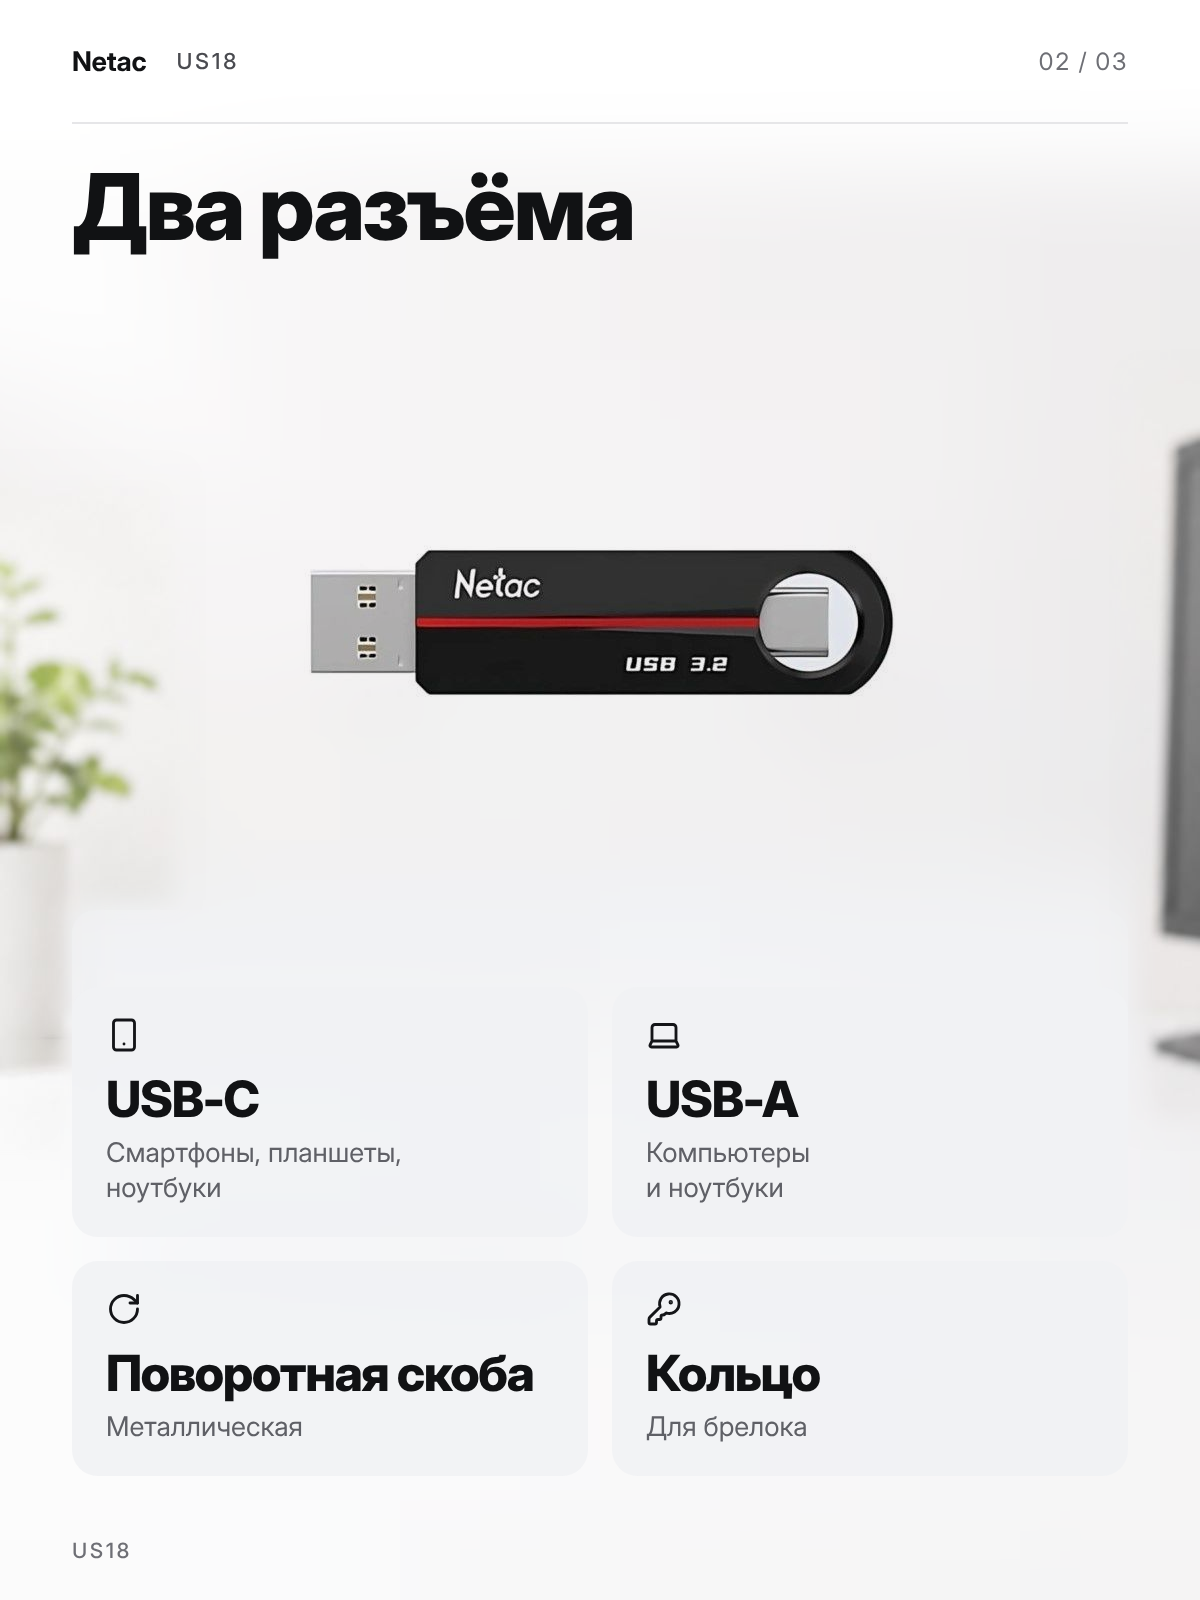 Netac US18 02 / 03
Два разъёма
Netac
USB 3.2
USB-C
Смартфоны, планшеты,
ноутбуки
USB-A
Компьютеры
и ноутбуки
Поворотная скоба
Металлическая
Кольцо
Для брелока
US18